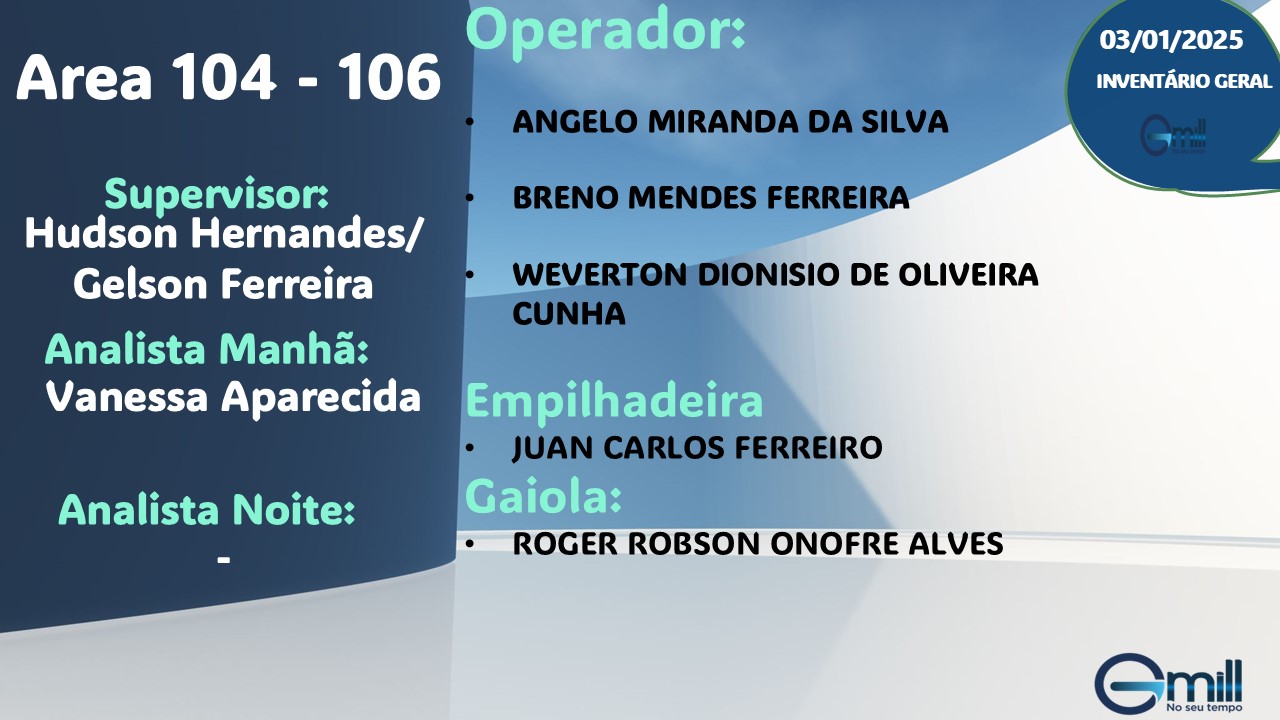 Area 104 - 106
Supervisor:
Hudson Hernandes/
Gelson Ferreira
Analista Manhã:
Vanessa Aparecida
Analista Noite:
-
Operador:
• ANGELO MIRANDA DA SILVA
• BRENO MENDES FERREIRA
• WEVERTON DIONISIO DE OLIVEIRA
CUNHA
Empilhadeira
• JUAN CARLOS FERREIRO
Gaiola:
• ROGER ROBSON ONOFRE ALVES
03/01/2025
INVENTÁRIO GERAL
Gmill
Gmill
No seu tempo